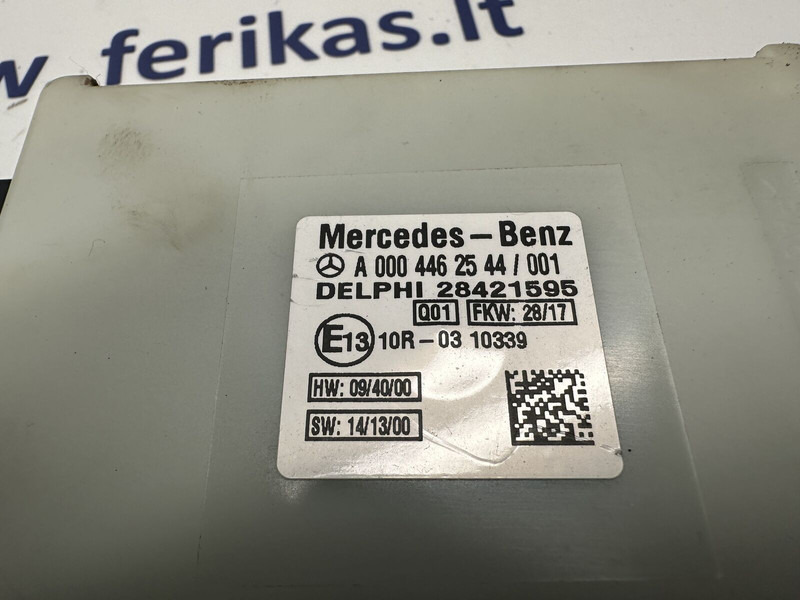 w ferikas.lt
Mercedes-Benz
A 000 446 25 44 / 001
DELPHI 28421595
Q01 FKW: 28/17
E13 10R-03 10339
HW: 09/40/00
SW: 14/13/00